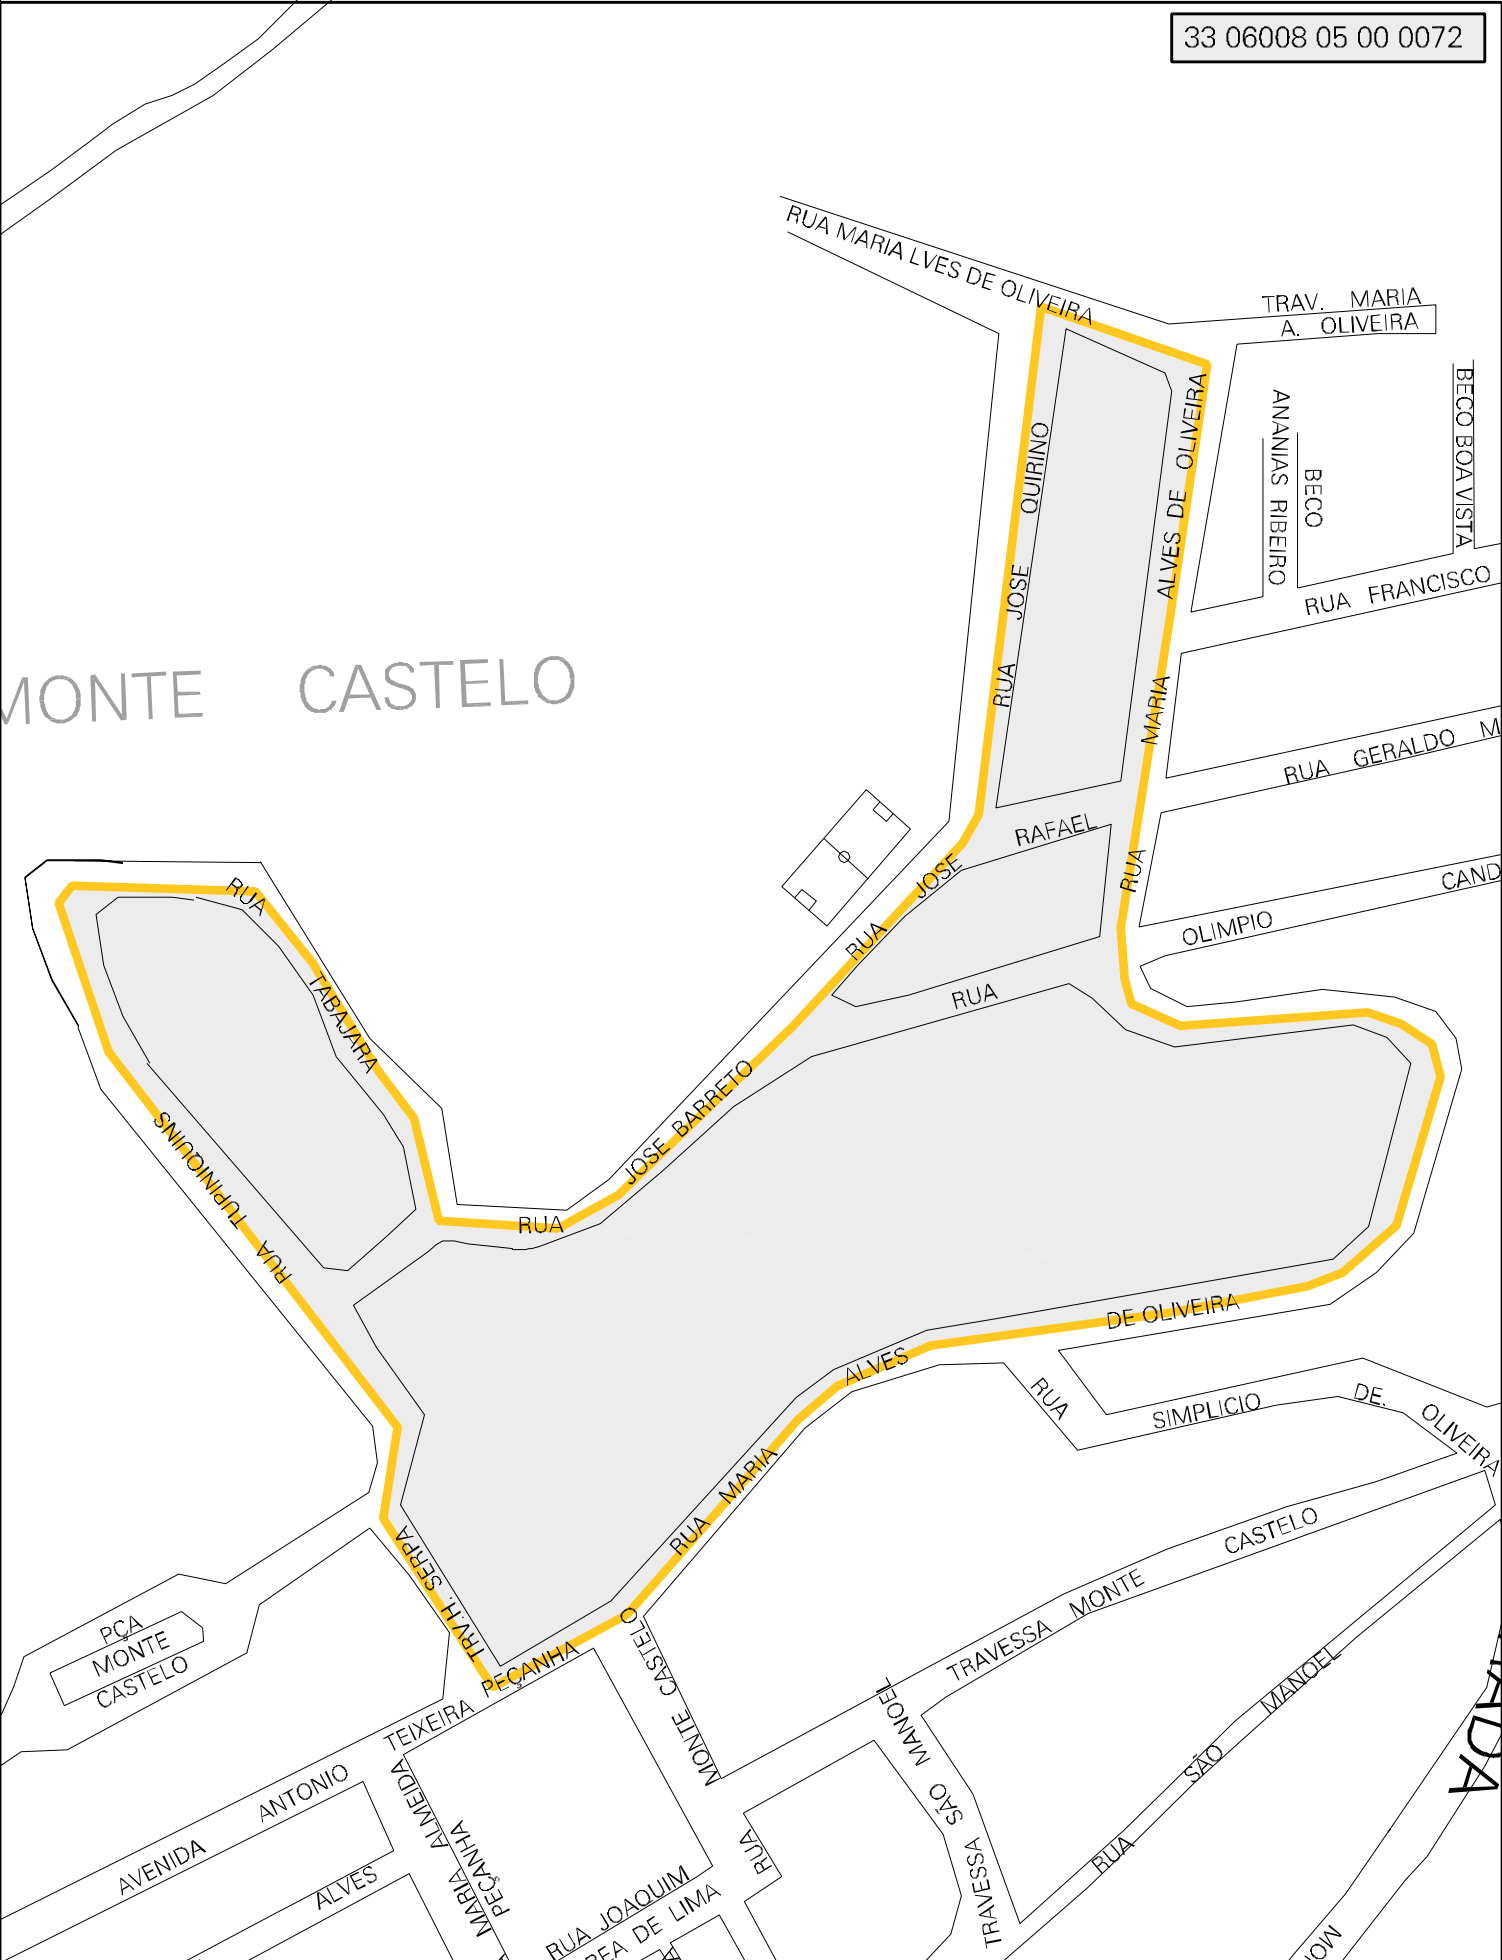 33 06008 05 00 0072
RUA MARIA LVES DE OLIVEIRA
TRAV. MARIA
A. OLIVEIRA
BECO BOA VISTA
ANANIAS RIBEIRO
BECO
RUA FRANCISCO
RUA JOSE QUIRINO
RUA MARIA ALVES DE OLIVEIRA
MONTE CASTELO
RUA GERALDO M
RAFAEL
RUA JOSE
CAND
OLIMPIO
RUA
RUA TABAJARA
RUA JOSE BARRETO
RUA TUPINIQUINS
DE OLIVEIRA
ALVES
RUA MARIA
RUA SIMPLICIO DE. OLIVEIRA
TRV.H. SERPA
TRAVESSA MONTE CASTELO
PÇA
MONTE
CASTELO
AVENIDA ANTONIO TEIXEIRA PEÇANHA
RUA MONTE CASTELO
TRAVESSA SÃO MANOEL
RUA SÃO MANOEL
MARIA ALMEIDA
PEÇANHA
ALVES
RUA JOAQUIM
DE LIMA